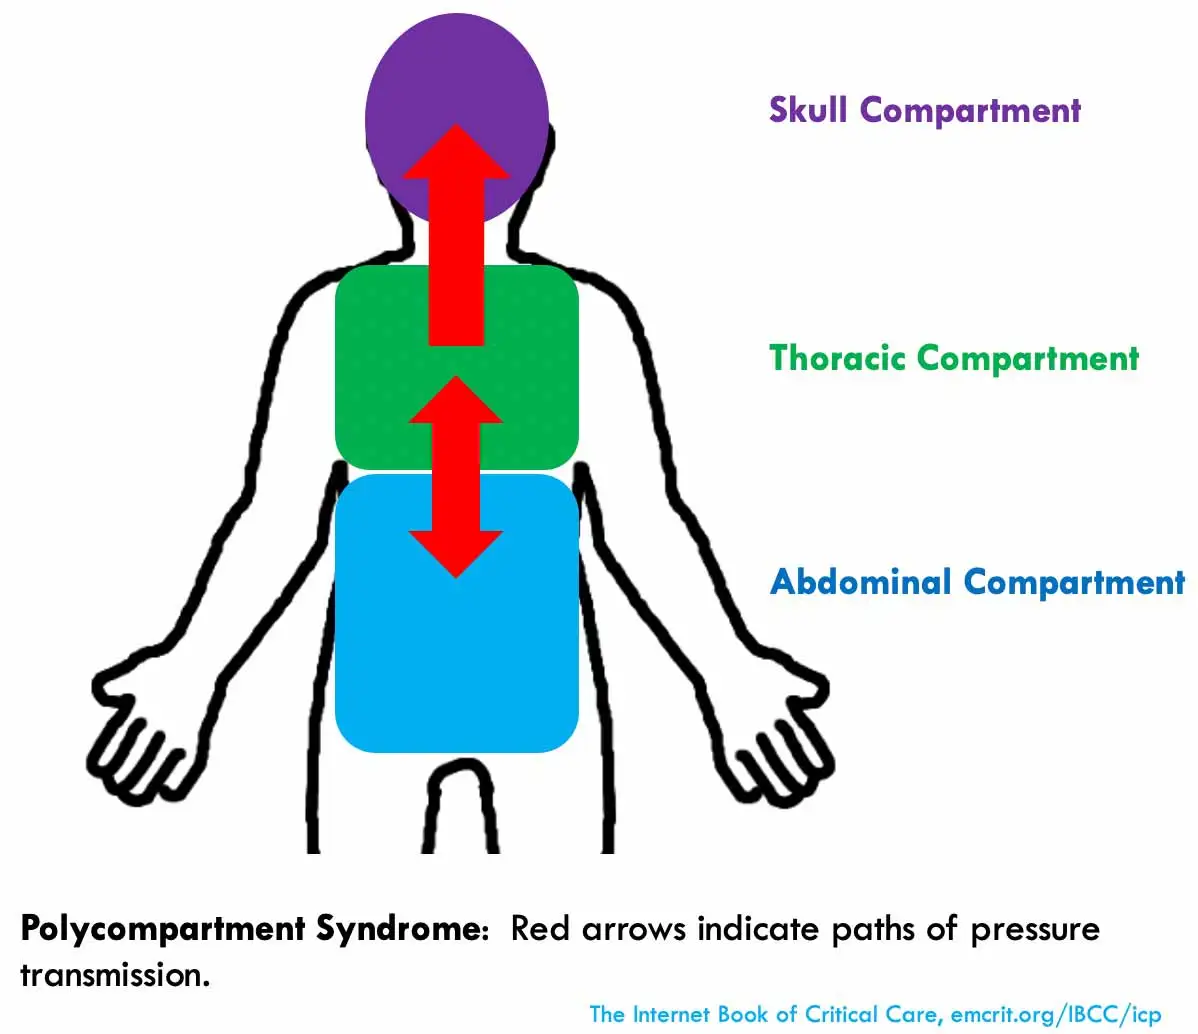 Skull Compartment
Thoracic Compartment
Abdominal Compartment
Polycompartment Syndrome:  Red arrows indicate paths of pressure
transmission.
The Internet Book of Critical Care, emcrit.org/IBCC/icp